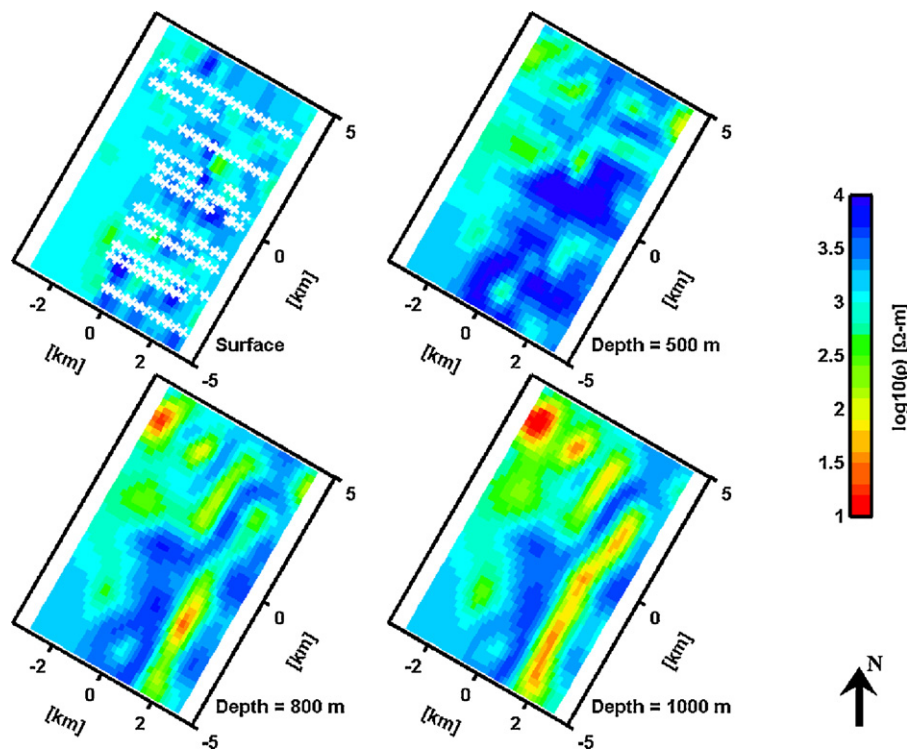 5
0
-5
-2
0
2
[km]
[km]
Surface
5
0
-5
-2
0
2
[km]
[km]
Depth = 500 m
4
3.5
3
2.5
2
1.5
1
log10(ρ) [Ω-m]
5
0
-5
-2
0
2
[km]
[km]
Depth = 800 m
5
0
-5
-2
0
2
[km]
[km]
Depth = 1000 m
N